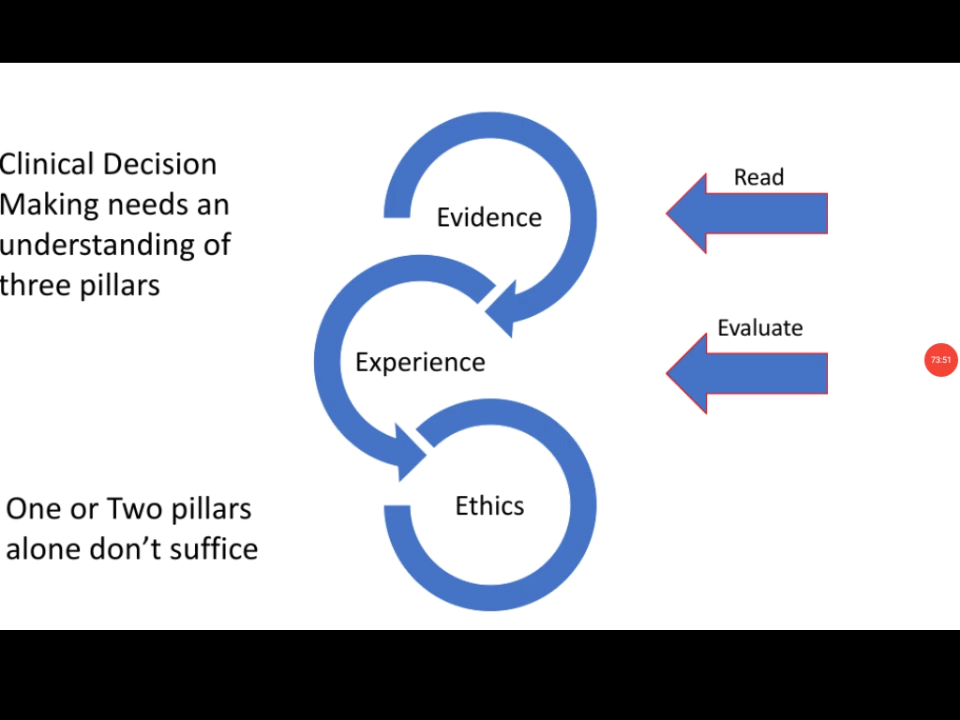 Clinical Decision
Making needs an
understanding of
three pillars
Evidence
Read
Experience
Evaluate
73:51
Ethics
One or Two pillars
alone don’t suffice